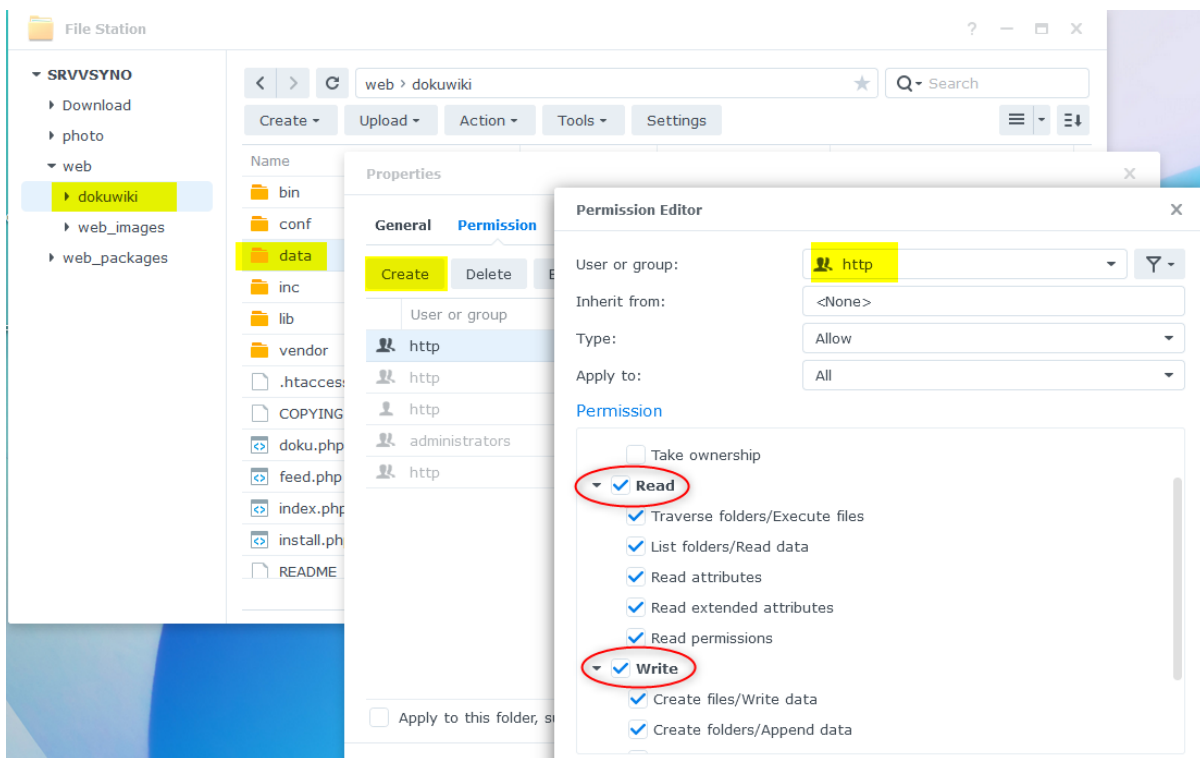 File Station
?
SRVVSYNO
Download
photo
web
dokuwiki
web_images
web_packages
web > dokuwiki
Search
Create
Upload
Action
Tools
Settings
Name
bin
conf
data
inc
lib
vendor
.htaccess
COPYING
doku.php
feed.php
index.php
install.ph
README
Properties
General
Permission
Create
Delete
E
User or group
http
http
http
administrators
http
Apply to this folder, s
Permission Editor
User or group:
http
Inherit from:
<None>
Type:
Allow
Apply to:
All
Permission
Take ownership
Read
Traverse folders/Execute files
List folders/Read data
Read attributes
Read extended attributes
Read permissions
Write
Create files/Write data
Create folders/Append data